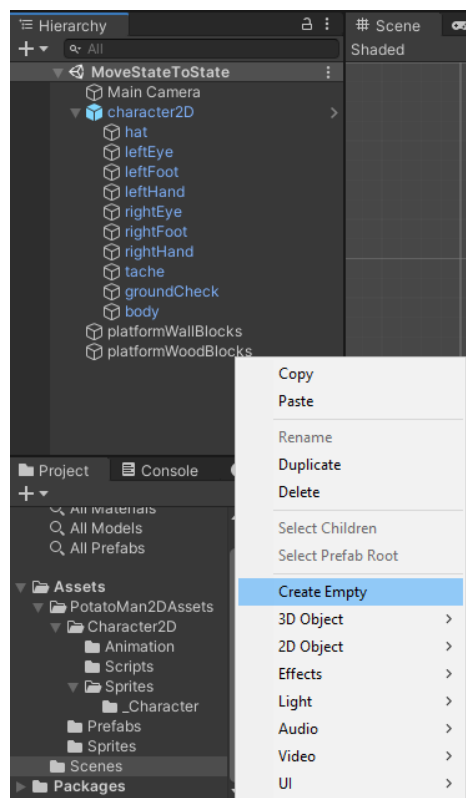 Hierarchy
# Scene
All
Shaded
MoveStateToState
Main Camera
character2D
hat
leftEye
leftFoot
leftHand
rightEye
rightFoot
rightHand
tache
groundCheck
body
platformWallBlocks
platformWoodBlocks
Copy
Paste
Rename
Duplicate
Delete
Select Children
Select Prefab Root
Create Empty
3D Object
2D Object
Effects
Light
Audio
Video
UI
Project
Console
All Materials
All Models
All Prefabs
Assets
PotatoMan2DAssets
Character2D
Animation
Scripts
Sprites
_Character
Prefabs
Sprites
Scenes
Packages